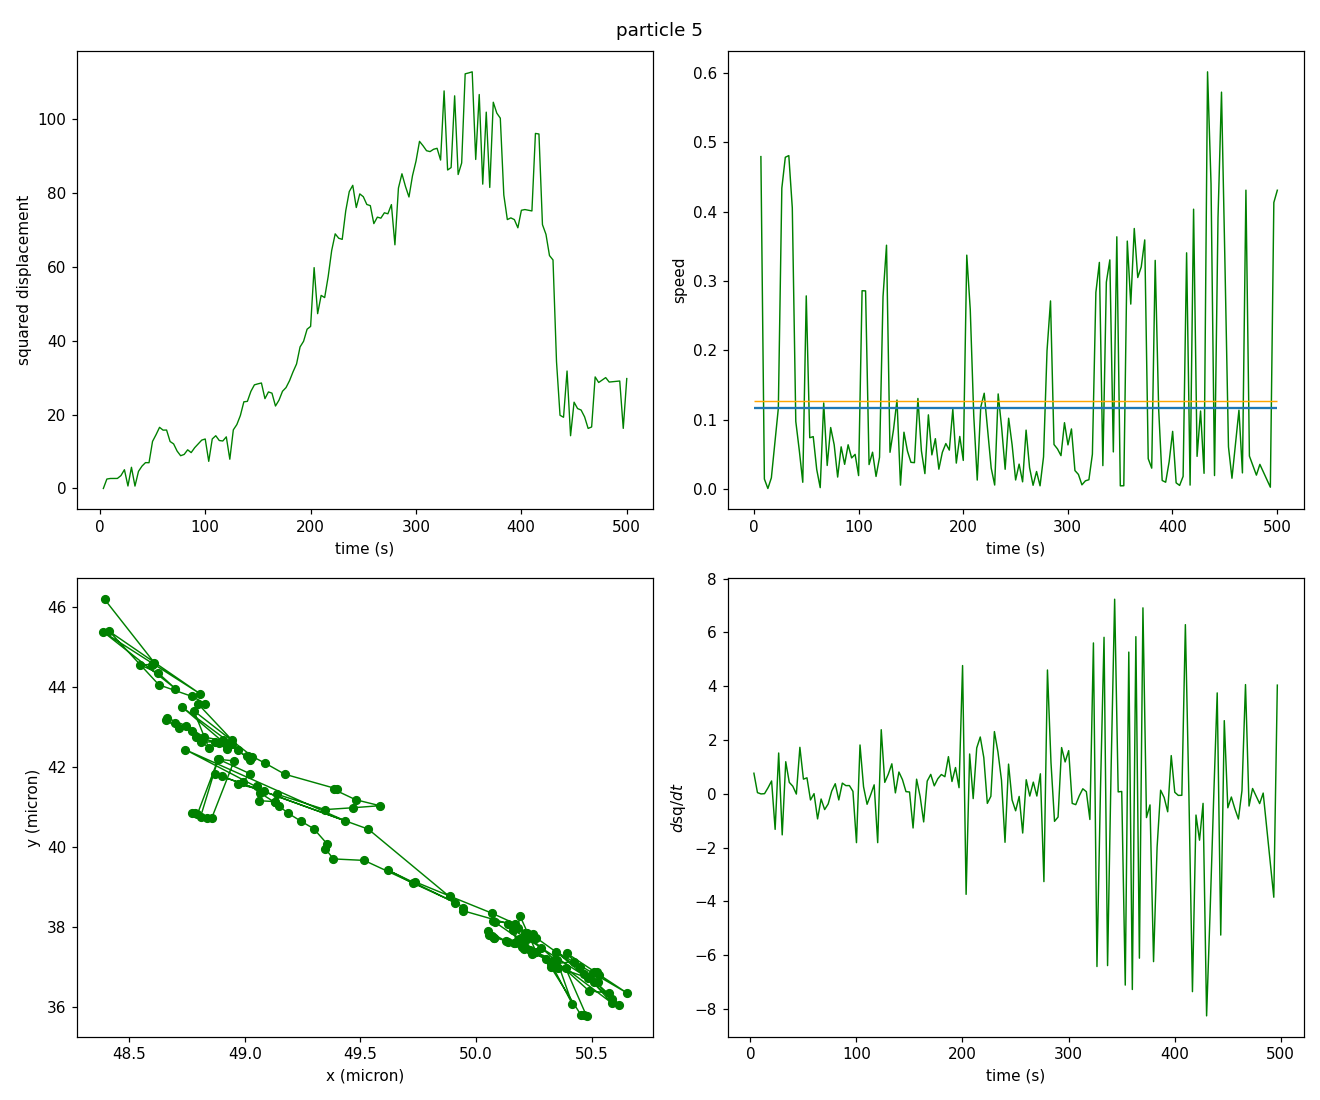 particle 5
squared displacement
0
20
40
60
80
100
0 100 200 300 400 500
time (s)
speed
0.0
0.1
0.2
0.3
0.4
0.5
0.6
0 100 200 300 400 500
time (s)
y (micron)
36
38
40
42
44
46
48.5 49.0 49.5 50.0 50.5
x (micron)
dsq/dt
−8
−6
−4
−2
0
2
4
6
8
0 100 200 300 400 500
time (s)